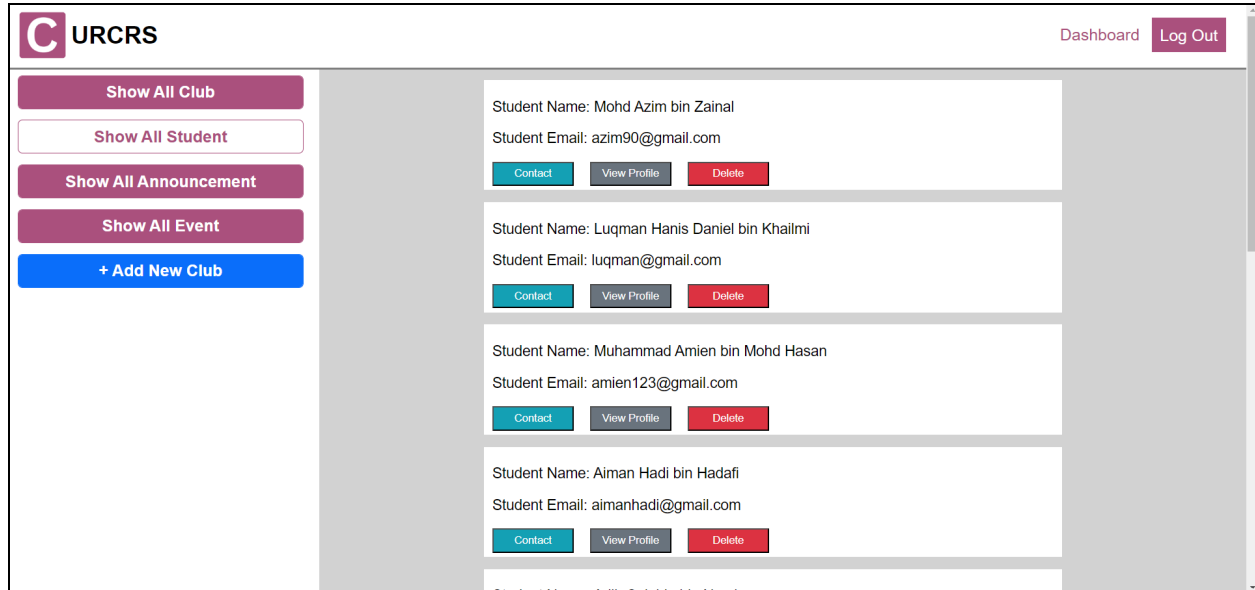 C URCRS
Dashboard Log Out
Show All Club
Show All Student
Show All Announcement
Show All Event
+ Add New Club
Student Name: Mohd Azim bin Zainal
Student Email: azim90@gmail.com
Contact View Profile Delete
Student Name: Luqman Hanis Daniel bin Khailmi
Student Email: luqman@gmail.com
Contact View Profile Delete
Student Name: Muhammad Amien bin Mohd Hasan
Student Email: amien123@gmail.com
Contact View Profile Delete
Student Name: Aiman Hadi bin Hadafi
Student Email: aimanhadi@gmail.com
Contact View Profile Delete